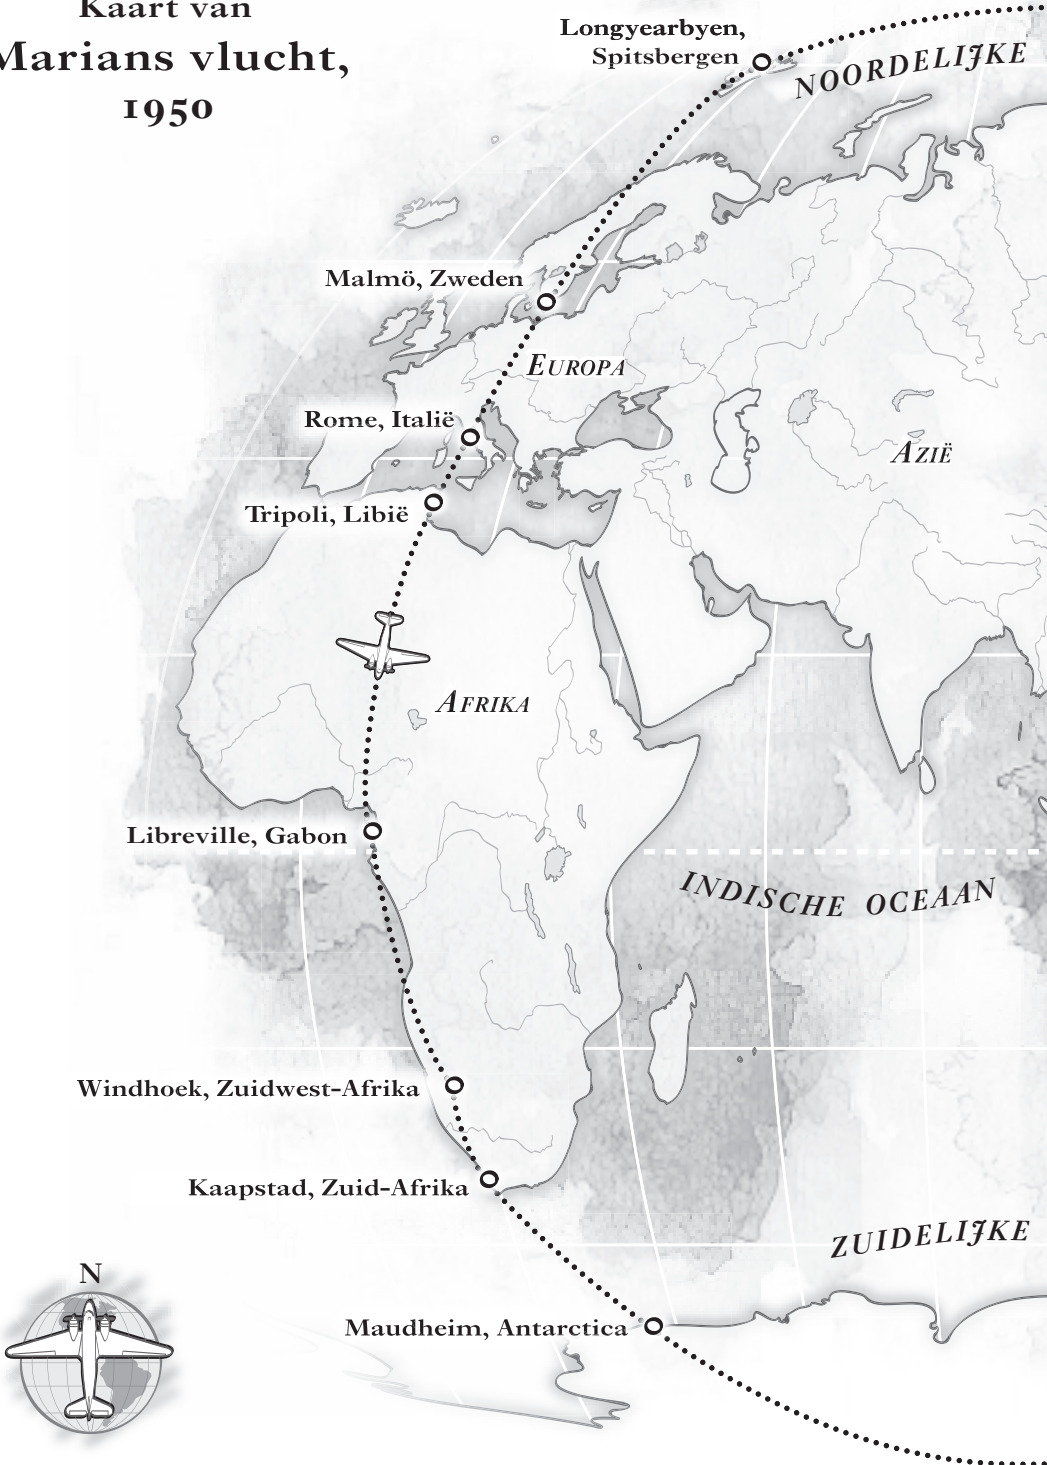 Kaart van
Marians vlucht,
1950
Longyearbyen,
Spitsbergen
NOORDELIJKE
Malmö, Zweden
EUROPA
Rome, Italië
AZIË
Tripoli, Libië
AFRIKA
Libreville, Gabon
INDISCHE OCEAAN
Windhoek, Zuidwest-Afrika
Kaapstad, Zuid-Afrika
ZUIDELIJKE
N
Maudheim, Antarctica